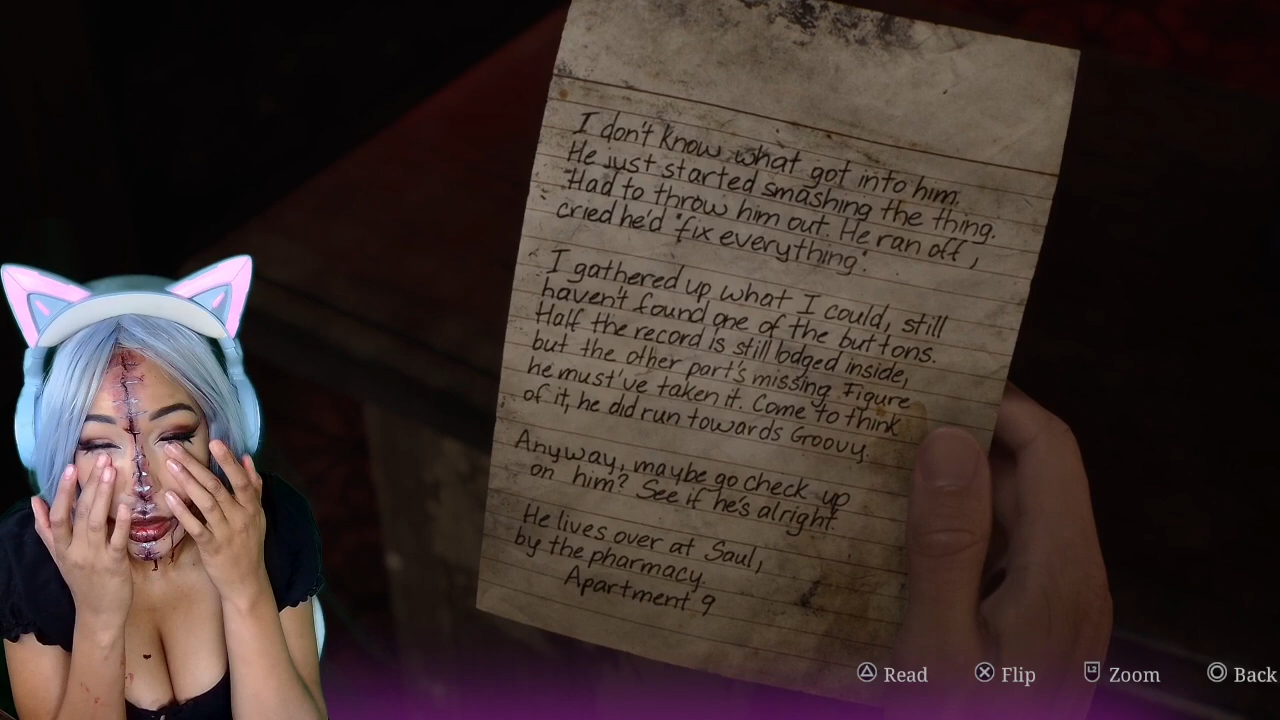 I don't know what got into him.
He just started smashing the thing.
Had to throw him out. He ran off,
cried he'd "fix everything".
I gathered up what I could, still
haven't found one of the buttons.
Half the record is still lodged inside,
but the other part's missing. Figure
he must've taken it. Come to think
of it, he did run towards Groovy.
Anyway, maybe go check up
on him? See if he's alright.
He lives over at Saul,
by the pharmacy.
Apartment 9
Read Flip L2 Zoom Back